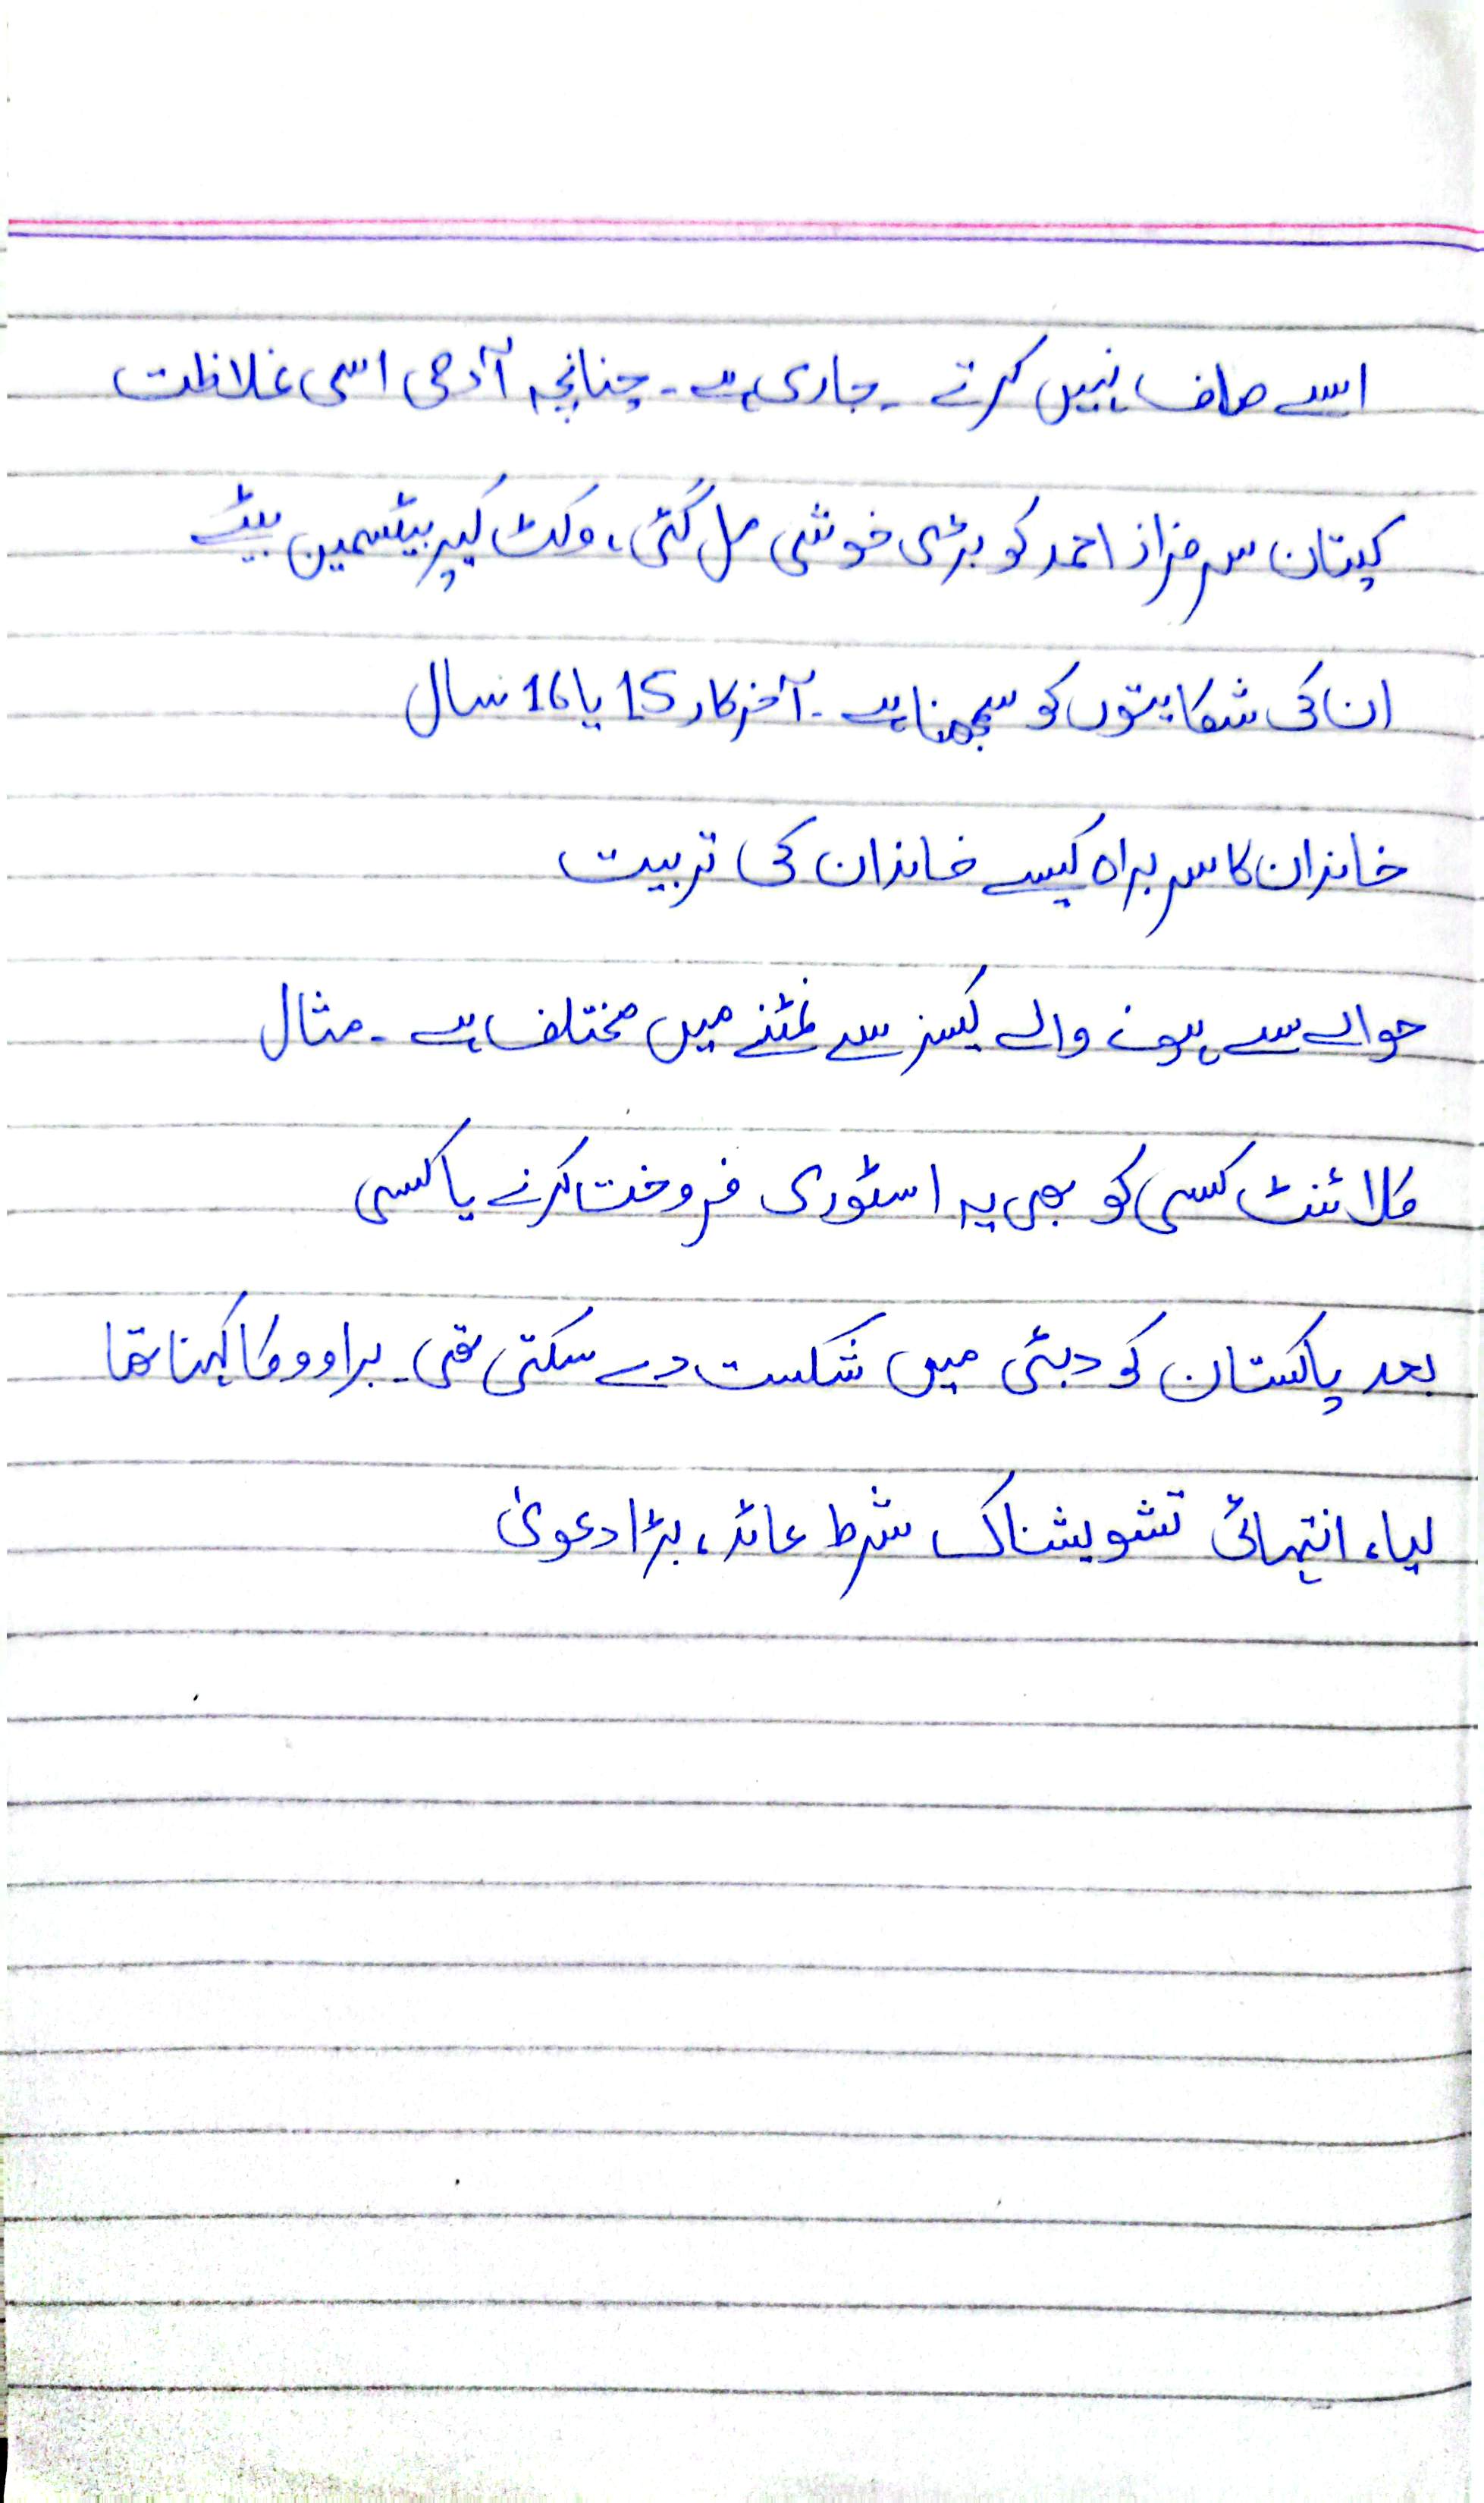 اسے صاف نہیں کرتے ۔ جاری ہے ۔ چنانچہ آدمی اسی غلاظت
کپتان سرفراز احمد کو بڑی خوشی مل گئی، وکٹ کیپر بیٹسمین بیٹے
ان کی شکایتوں کو سمجھنا ہے ۔ آخرکار 15 یا 16 سال
خاندان کا سربراہ کیسے خاندان کی تربیت
حوالے سے ہونے والے کیسز سے نمٹنے میں مختلف ہے ۔ مثال
کلائنٹ کسی کو بھی یہ اسٹوری فروخت کرنے یا کسی
بعد پاکستان کو دبئی میں شکست دے سکتی تھی ۔ براوو کا کہنا تھا
لیا، انتہائی تشویشناک شرط عائد، بڑا دعویٰ